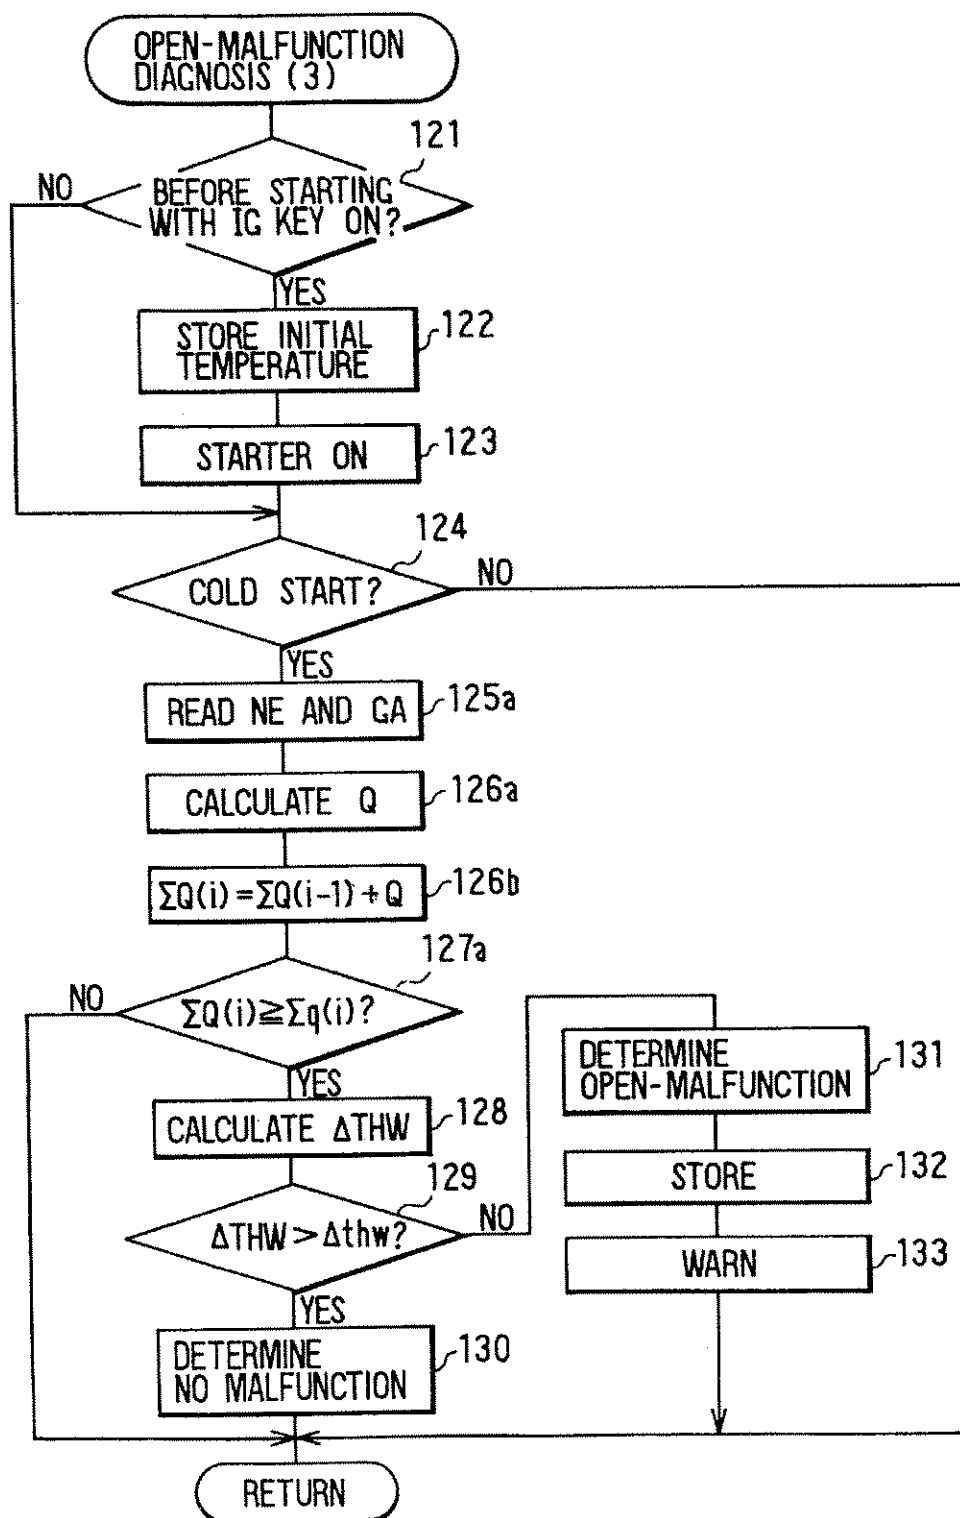 OPEN-MALFUNCTION
DIAGNOSIS (3)
121
NO
BEFORE STARTING
WITH IG KEY ON?
YES
STORE INITIAL
TEMPERATURE
122
STARTER ON
123
124
COLD START?
NO
YES
READ NE AND GA
125a
CALCULATE Q
126a
ΣQ(i)=ΣQ(i-1)+Q
126b
127a
NO
ΣQ(i)≧Σq(i)?
YES
CALCULATE ΔTHW
128
129
ΔTHW>Δthw?
NO
YES
DETERMINE
NO MALFUNCTION
130
DETERMINE
OPEN-MALFUNCTION
131
STORE
132
WARN
133
RETURN